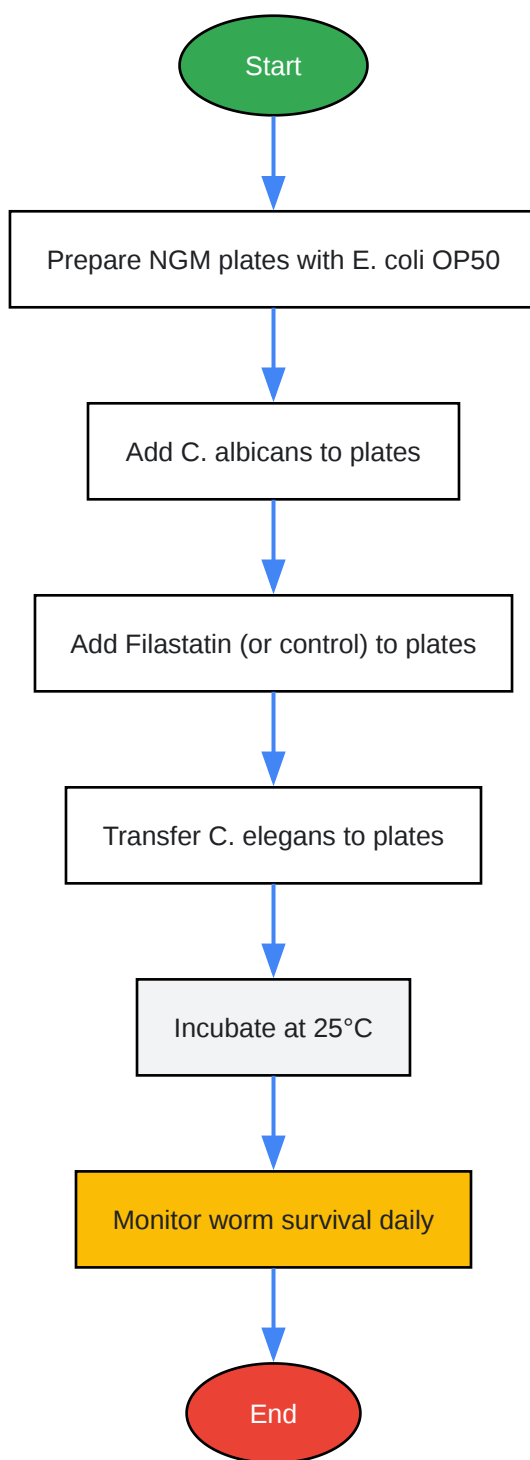 Start
Prepare NGM plates with E. coli OP50
Add C. albicans to plates
Add Filastatin (or control) to plates
Transfer C. elegans to plates
Incubate at 25°C
Monitor worm survival daily
End